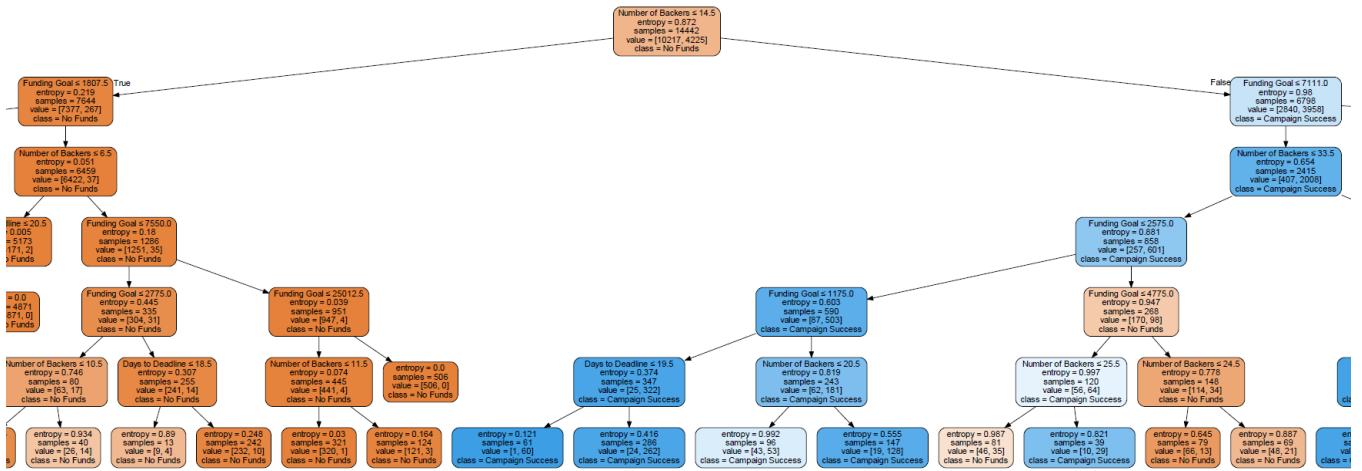 Number of Backers ≤ 14.5
entropy = 0.872
samples = 14442
value = [10217, 4225]
class = No Funds
True
False
Funding Goal ≤ 1807.5
entropy = 0.219
samples = 7644
value = [7377, 267]
class = No Funds
Funding Goal ≤ 7111.0
entropy = 0.98
samples = 6798
value = [2840, 3958]
class = Campaign Success
Number of Backers ≤ 6.5
entropy = 0.051
samples = 6459
value = [6422, 37]
class = No Funds
Number of Backers ≤ 33.5
entropy = 0.654
samples = 2415
value = [407, 2008]
class = Campaign Success
dline ≤ 20.5
0.005
5173
171, 2]
o Funds
Funding Goal ≤ 7550.0
entropy = 0.18
samples = 1286
value = [1251, 35]
class = No Funds
Funding Goal ≤ 2575.0
entropy = 0.881
samples = 858
value = [257, 601]
class = Campaign Success
= 0.0
= 4871
871, 0]
o Funds
Funding Goal ≤ 2775.0
entropy = 0.445
samples = 335
value = [304, 31]
class = No Funds
Funding Goal ≤ 25012.5
entropy = 0.039
samples = 951
value = [947, 4]
class = No Funds
Funding Goal ≤ 1175.0
entropy = 0.603
samples = 590
value = [87, 503]
class = Campaign Success
Funding Goal ≤ 4775.0
entropy = 0.947
samples = 268
value = [170, 98]
class = No Funds
Number of Backers ≤ 10.5
entropy = 0.746
samples = 80
value = [63, 17]
class = No Funds
Days to Deadline ≤ 18.5
entropy = 0.307
samples = 255
value = [241, 14]
class = No Funds
Number of Backers ≤ 11.5
entropy = 0.074
samples = 445
value = [441, 4]
class = No Funds
entropy = 0.0
samples = 506
value = [506, 0]
class = No Funds
Days to Deadline ≤ 19.5
entropy = 0.374
samples = 347
value = [25, 322]
class = Campaign Success
Number of Backers ≤ 20.5
entropy = 0.819
samples = 243
value = [62, 181]
class = Campaign Success
Number of Backers ≤ 25.5
entropy = 0.997
samples = 120
value = [56, 64]
class = Campaign Success
Number of Backers ≤ 24.5
entropy = 0.778
samples = 148
value = [114, 34]
class = No Funds
clas
entropy = 0.934
samples = 40
value = [26, 14]
class = No Funds
entropy = 0.89
samples = 13
value = [9, 4]
class = No Funds
entropy = 0.248
samples = 242
value = [232, 10]
class = No Funds
entropy = 0.03
samples = 321
value = [320, 1]
class = No Funds
entropy = 0.164
samples = 124
value = [121, 3]
class = No Funds
entropy = 0.121
samples = 61
value = [1, 60]
class = Campaign Success
entropy = 0.416
samples = 286
value = [24, 262]
class = Campaign Success
entropy = 0.992
samples = 96
value = [43, 53]
class = Campaign Success
entropy = 0.555
samples = 147
value = [19, 128]
class = Campaign Success
entropy = 0.987
samples = 81
value = [46, 35]
class = No Funds
entropy = 0.821
samples = 39
value = [10, 29]
class = Campaign Success
entropy = 0.645
samples = 79
value = [66, 13]
class = No Funds
entropy = 0.887
samples = 69
value = [48, 21]
class = No Funds